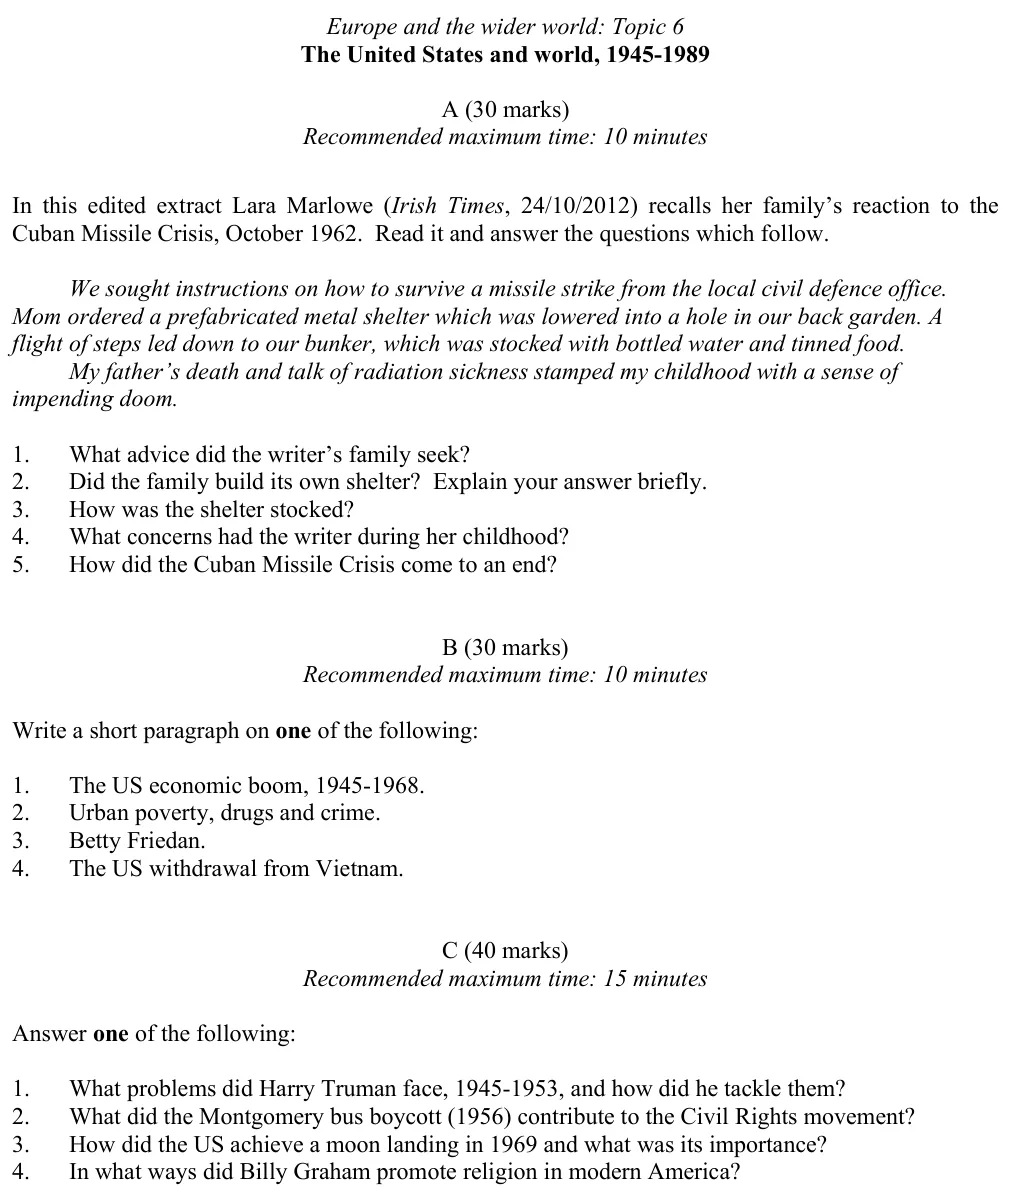 Europe and the wider world: Topic 6
The United States and world, 1945-1989
A (30 marks)
Recommended maximum time: 10 minutes
In this edited extract Lara Marlowe (Irish Times, 24/10/2012) recalls her family’s reaction to the
Cuban Missile Crisis, October 1962.  Read it and answer the questions which follow.
We sought instructions on how to survive a missile strike from the local civil defence office.
Mom ordered a prefabricated metal shelter which was lowered into a hole in our back garden. A
flight of steps led down to our bunker, which was stocked with bottled water and tinned food.
My father’s death and talk of radiation sickness stamped my childhood with a sense of
impending doom.
1. What advice did the writer’s family seek?
2. Did the family build its own shelter?  Explain your answer briefly.
3. How was the shelter stocked?
4. What concerns had the writer during her childhood?
5. How did the Cuban Missile Crisis come to an end?
B (30 marks)
Recommended maximum time: 10 minutes
Write a short paragraph on one of the following:
1. The US economic boom, 1945-1968.
2. Urban poverty, drugs and crime.
3. Betty Friedan.
4. The US withdrawal from Vietnam.
C (40 marks)
Recommended maximum time: 15 minutes
Answer one of the following:
1. What problems did Harry Truman face, 1945-1953, and how did he tackle them?
2. What did the Montgomery bus boycott (1956) contribute to the Civil Rights movement?
3. How did the US achieve a moon landing in 1969 and what was its importance?
4. In what ways did Billy Graham promote religion in modern America?